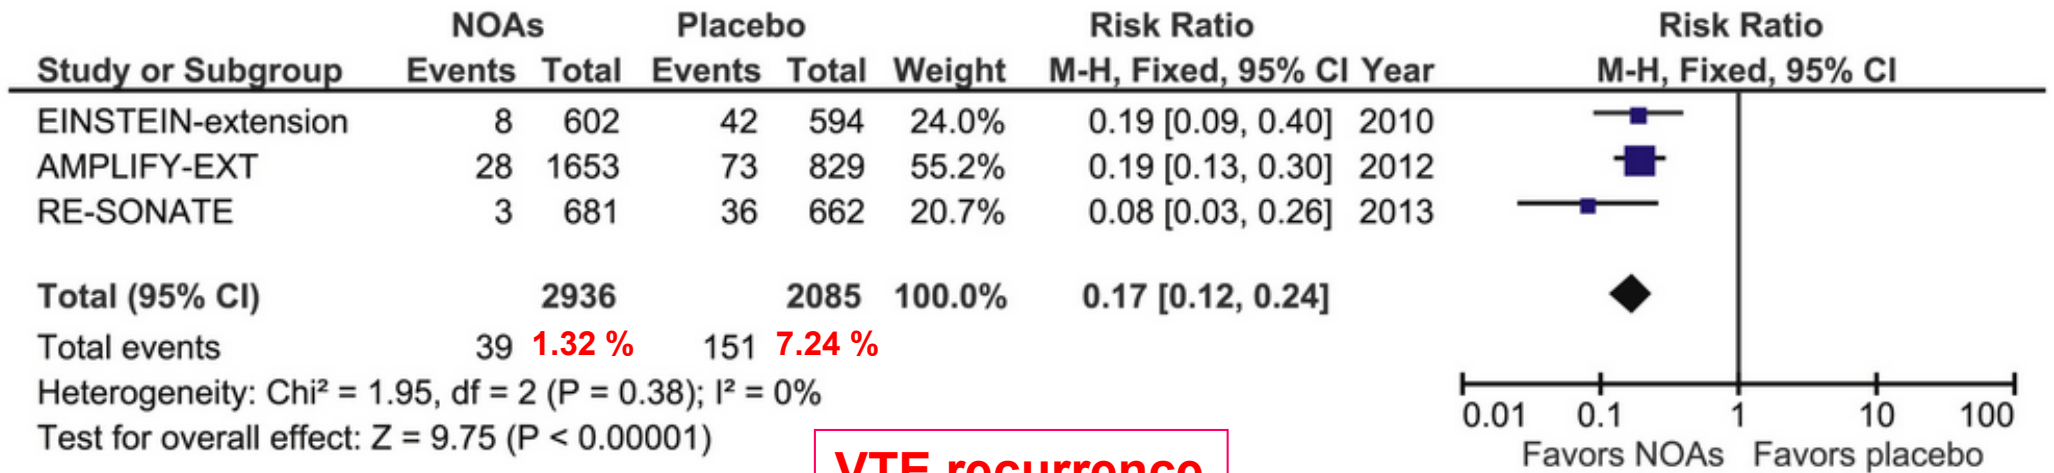 NOAs Placebo Risk Ratio Risk Ratio
Study or Subgroup Events Total Events Total Weight M-H, Fixed, 95% CI Year M-H, Fixed, 95% CI
EINSTEIN-extension 8 602 42 594 24.0% 0.19 [0.09, 0.40] 2010
AMPLIFY-EXT 28 1653 73 829 55.2% 0.19 [0.13, 0.30] 2012
RE-SONATE 3 681 36 662 20.7% 0.08 [0.03, 0.26] 2013
Total (95% CI) 2936 2085 100.0% 0.17 [0.12, 0.24]
Total events 39 1.32 % 151 7.24 %
Heterogeneity: Chi² = 1.95, df = 2 (P = 0.38); I² = 0%
Test for overall effect: Z = 9.75 (P < 0.00001)
0.01 0.1 1 10 100
Favors NOAs Favors placebo
VTE recurrence